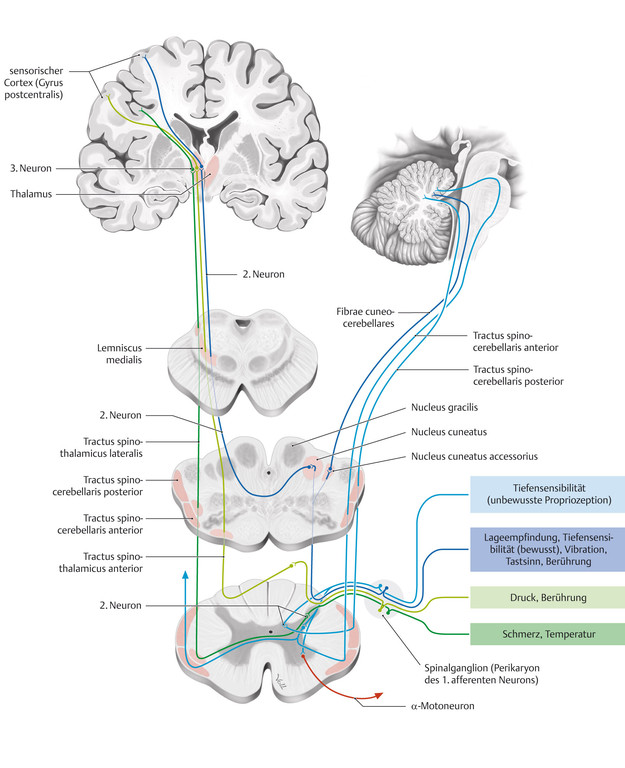 sensorischer
Cortex (Gyrus
postcentralis)
3. Neuron
Thalamus
2. Neuron
Fibrae cuneo-
cerebellares
Tractus spino-
cerebellaris anterior
Tractus spino-
cerebellaris posterior
Lemniscus
medialis
2. Neuron
Tractus spino-
thalamicus lateralis
Tractus spino-
cerebellaris posterior
Tractus spino-
cerebellaris anterior
Tractus spino-
thalamicus anterior
2. Neuron
Nucleus gracilis
Nucleus cuneatus
Nucleus cuneatus accessorius
Tiefensensibilität
(unbewusste Propriozeption)
Lageempfindung, Tiefensensi-
bilität (bewusst), Vibration,
Tastsinn, Berührung
Druck, Berührung
Schmerz, Temperatur
Spinalganglion (Perikaryon
des 1. afferenten Neurons)
α-Motoneuron